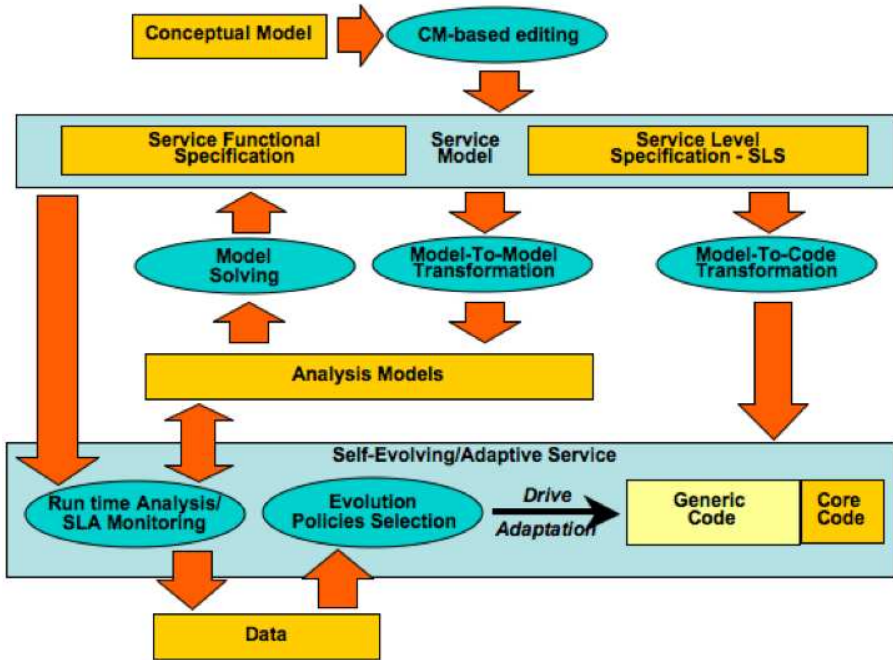 Conceptual Model
CM-based editing
Service Functional
Specification
Service
Model
Service Level
Specification - SLS
Model
Solving
Model-To-Model
Transformation
Model-To-Code
Transformation
Analysis Models
Self-Evolving/Adaptive Service
Run time Analysis/
SLA Monitoring
Evolution
Policies Selection
Drive
Adaptation
Generic
Code
Core
Code
Data